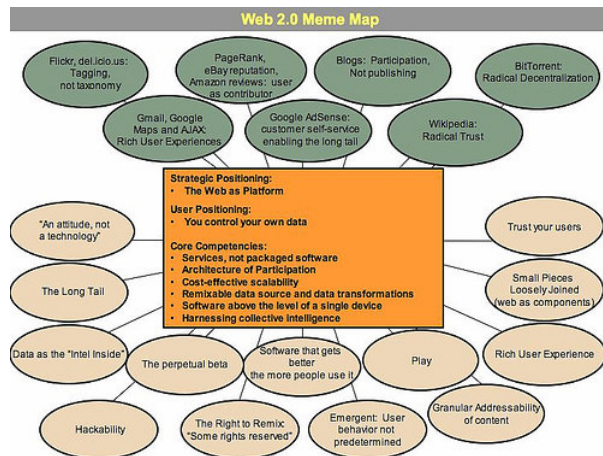 Web 2.0 Meme Map
Flickr, del.icio.us:
Tagging,
not taxonomy
PageRank,
eBay reputation,
Amazon reviews: user
as contributor
Blogs: Participation,
Not publishing
BitTorrent:
Radical Decentralization
Gmail, Google
Maps and AJAX:
Rich User Experiences
Google AdSense:
customer self-service
enabling the long tail
Wikipedia:
Radical Trust
Strategic Positioning:
• The Web as Platform
User Positioning:
• You control your own data
Core Competencies:
• Services, not packaged software
• Architecture of Participation
• Cost-effective scalability
• Remixable data source and data transformations
• Software above the level of a single device
• Harnessing collective intelligence
"An attitude, not
a technology"
Trust your users
The Long Tail
Small Pieces
Loosely Joined
(web as components)
Data as the "Intel Inside"
The perpetual beta
Software that gets
better
the more people use it
Play
Rich User Experience
Hackability
The Right to Remix:
"Some rights reserved"
Emergent: User
behavior not
predetermined
Granular Addressability
of content